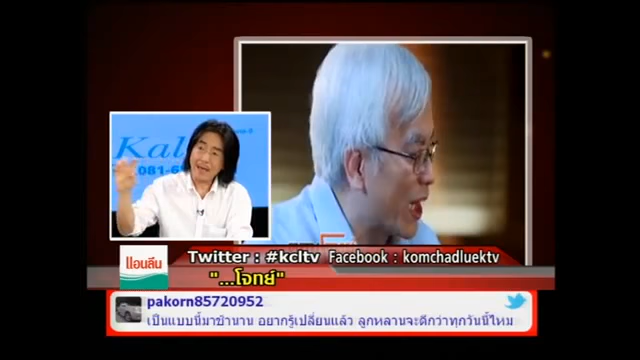 Kal
081-6
Twitter : #kcltv Facebook : komchadluektv
แอนลีน
"...โจทย์"
pakorn85720952
เป็นแบบนี้มาช้านาน อยากรู้เปลี่ยนแล้ว ลูกหลานจะดีกว่าทุกวันนี้ไหม